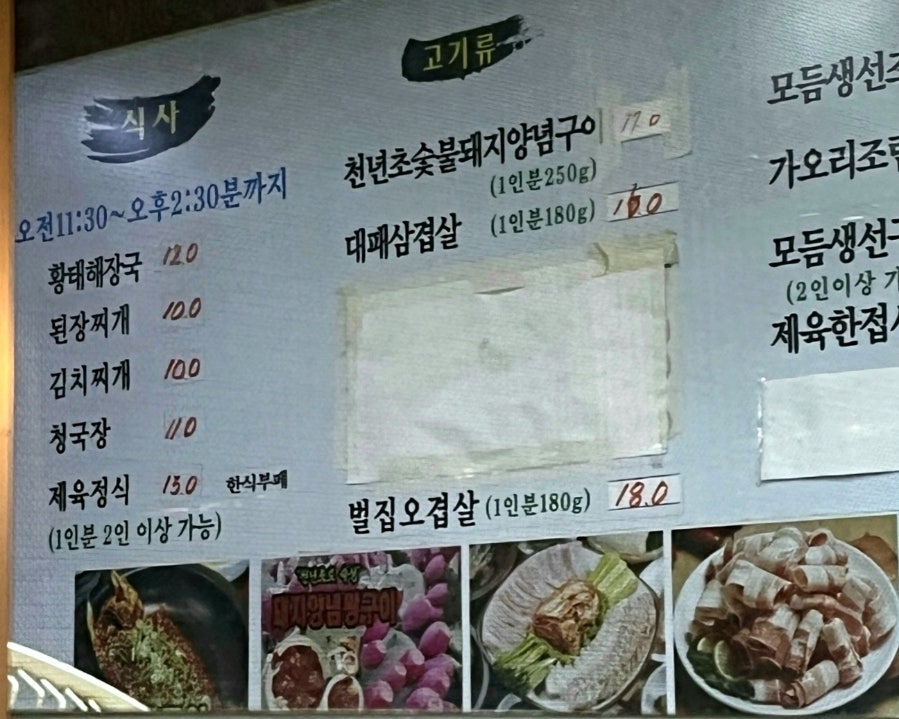 식사
오전11:30~오후2:30분까지
황태해장국 12.0
된장찌개 10.0
김치찌개 10.0
청국장 11.0
제육정식 15.0 한식부페
(1인분 2인 이상 가능)
고기류
천년초숯불돼지양념구이 17.0
(1인분250g)
대패삼겹살 (1인분180g)
벌집오겹살 (1인분180g) 18.0
모듬생선조
가오리조림
모듬생선구
(2인이상 가
제육한접시
돼지양념짱구이